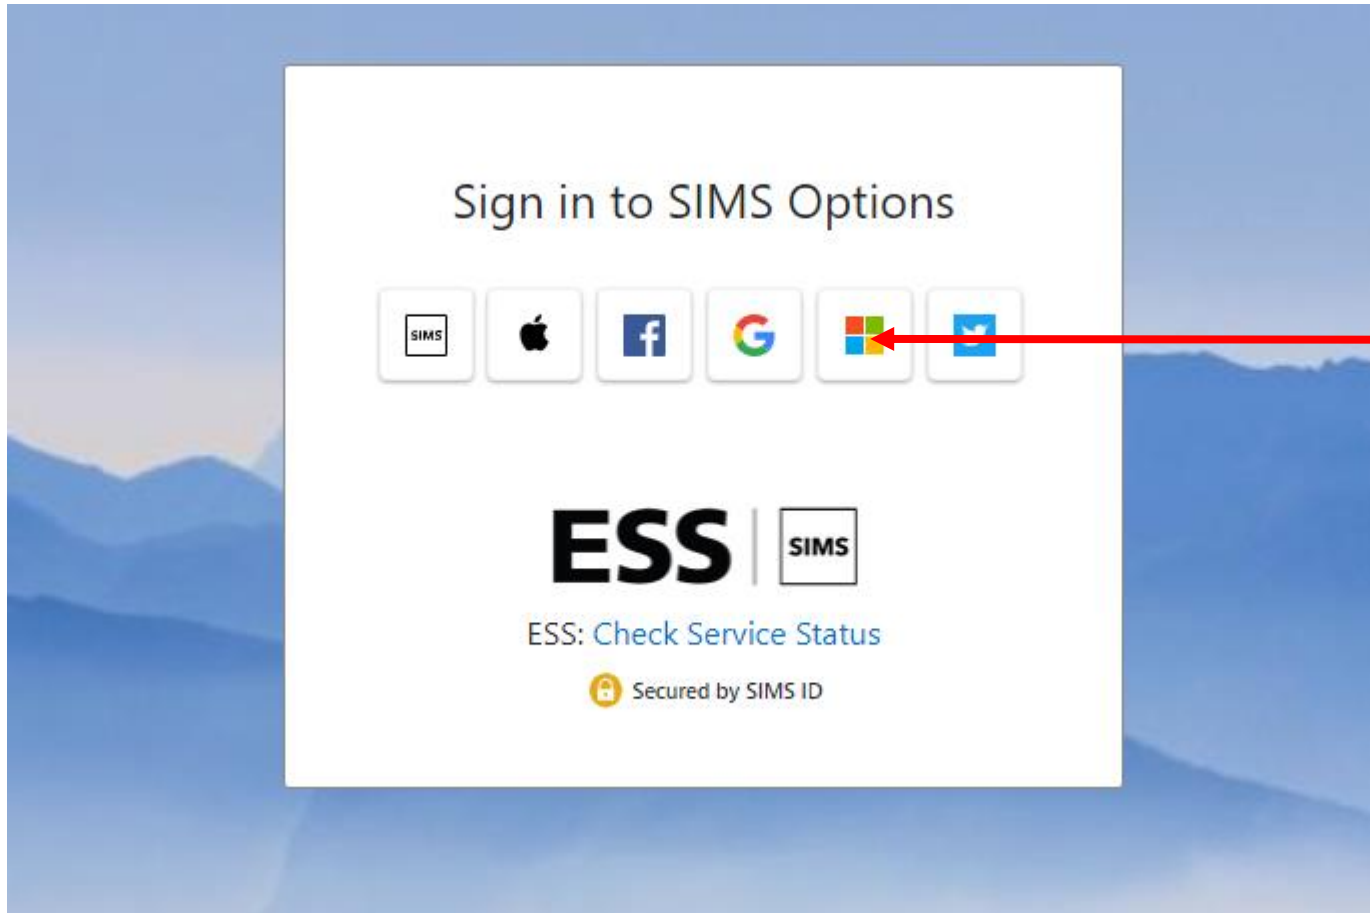 Sign in to SIMS Options
SIMS
ESS | SIMS
ESS: Check Service Status
Secured by SIMS ID